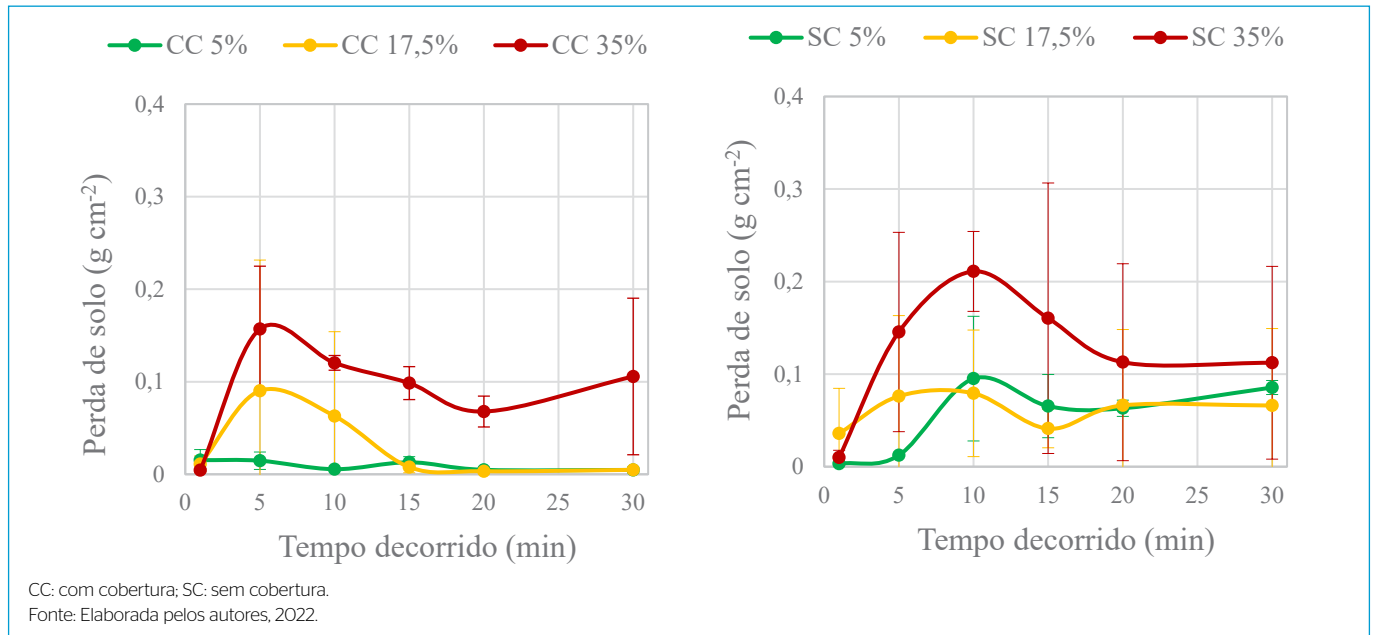 CC 5% CC 17,5% CC 35%
0,4
0,3
0,2
0,1
0
Perda de solo (g cm⁻²)
0 5 10 15 20 25 30
Tempo decorrido (min)
SC 5% SC 17,5% SC 35%
0,4
0,3
0,2
0,1
0
Perda de solo (g cm⁻²)
0 5 10 15 20 25 30
Tempo decorrido (min)
CC: com cobertura; SC: sem cobertura.
Fonte: Elaborada pelos autores, 2022.